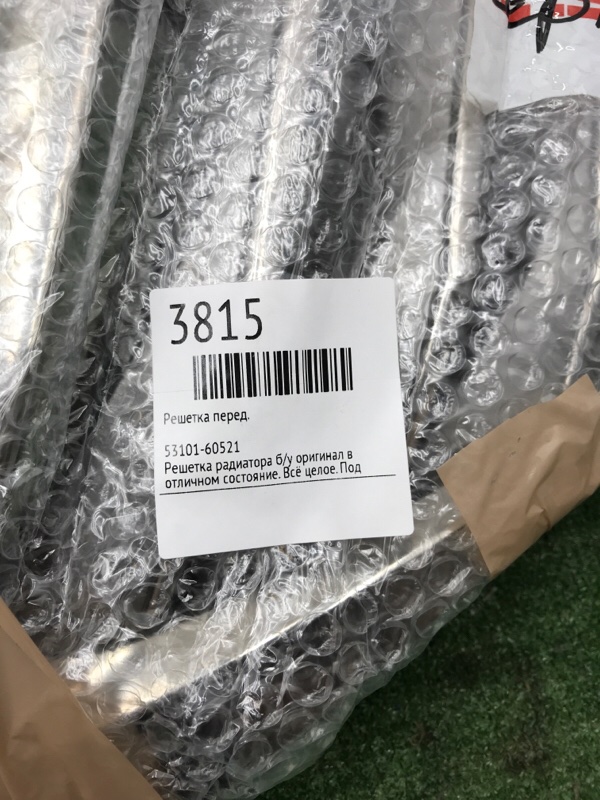 3815
Решетка перед.
53101-60521
Решетка радиатора б/у оригинал в
отличном состояние. Всё целое. Под